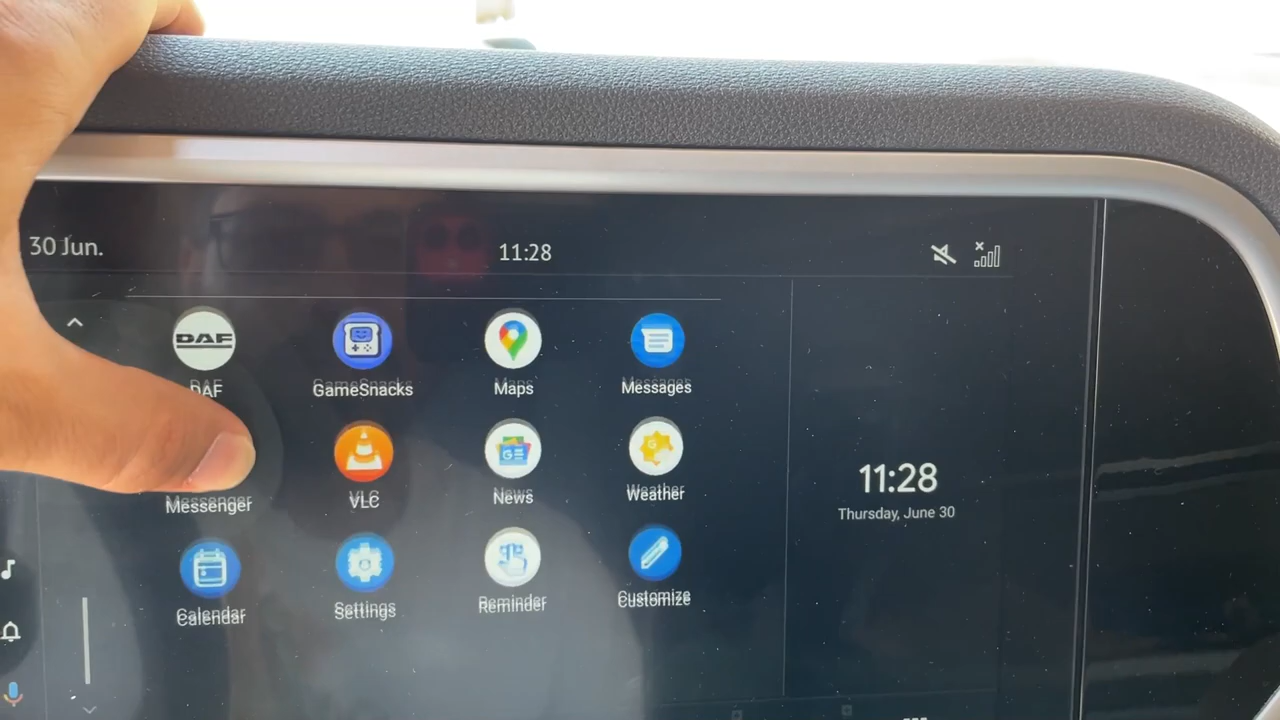 30 Jun.
11:28
DAF
DAF
GameSnacks
Maps
Messages
Messenger
VLC
News
Weather
11:28
Thursday, June 30
Calendar
Settings
Reminder
Customize